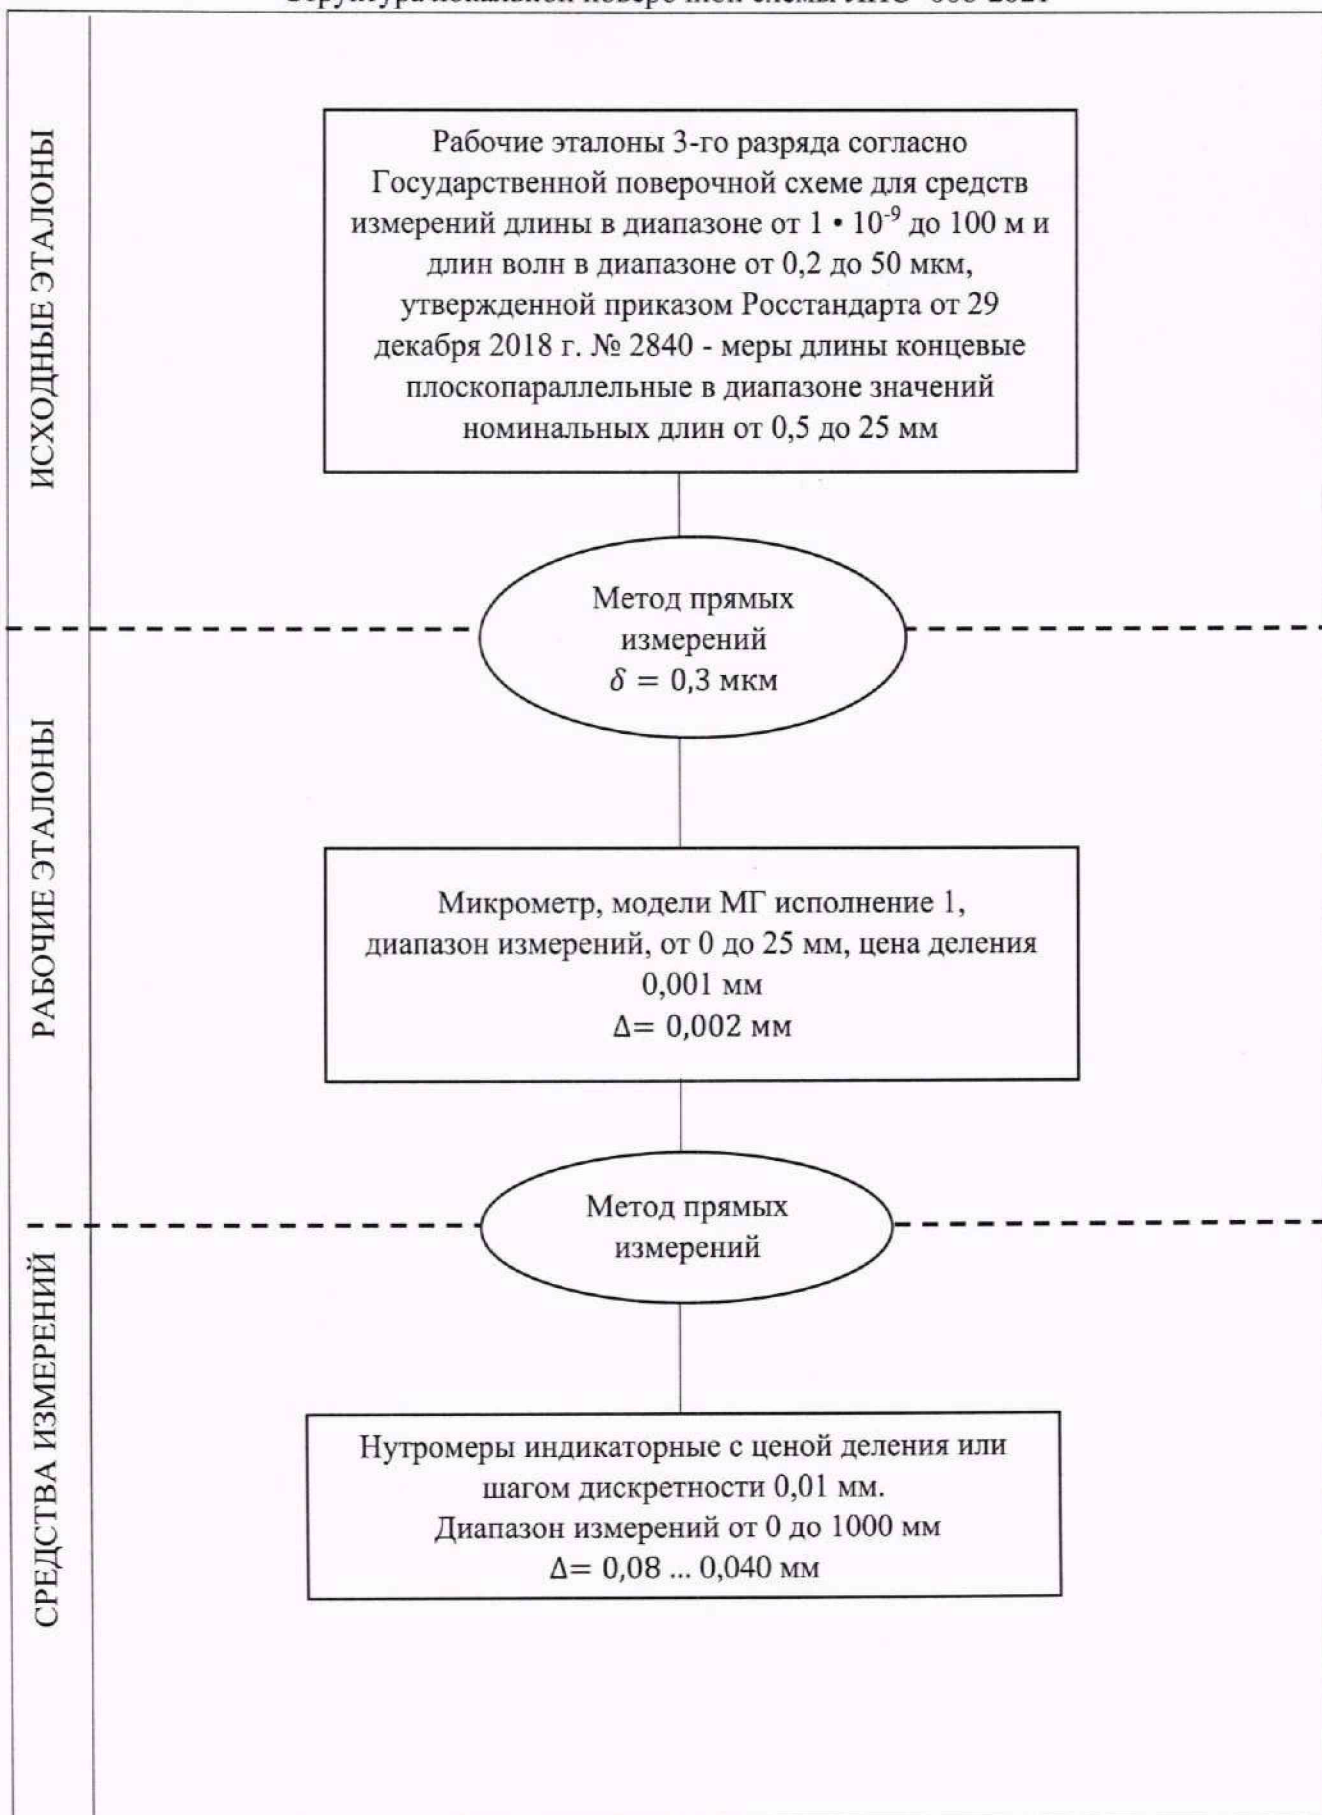 Структура локальной поверочной схемы ЛПС
ИСХОДНЫЕ ЭТАЛОНЫ
Рабочие эталоны 3-го разряда согласно
Государственной поверочной схеме для средств
измерений длины в диапазоне от 1 • 10⁻⁹ до 100 м и
длин волн в диапазоне от 0,2 до 50 мкм,
утвержденной приказом Росстандарта от 29
декабря 2018 г. № 2840 - меры длины концевые
плоскопараллельные в диапазоне значений
номинальных длин от 0,5 до 25 мм
Метод прямых
измерений
δ = 0,3 мкм
РАБОЧИЕ ЭТАЛОНЫ
Микрометр, модели МГ исполнение 1,
диапазон измерений, от 0 до 25 мм, цена деления
0,001 мм
Δ= 0,002 мм
Метод прямых
измерений
СРЕДСТВА ИЗМЕРЕНИЙ
Нутромеры индикаторные с ценой деления или
шагом дискретности 0,01 мм.
Диапазон измерений от 0 до 1000 мм
Δ= 0,08 ... 0,040 мм